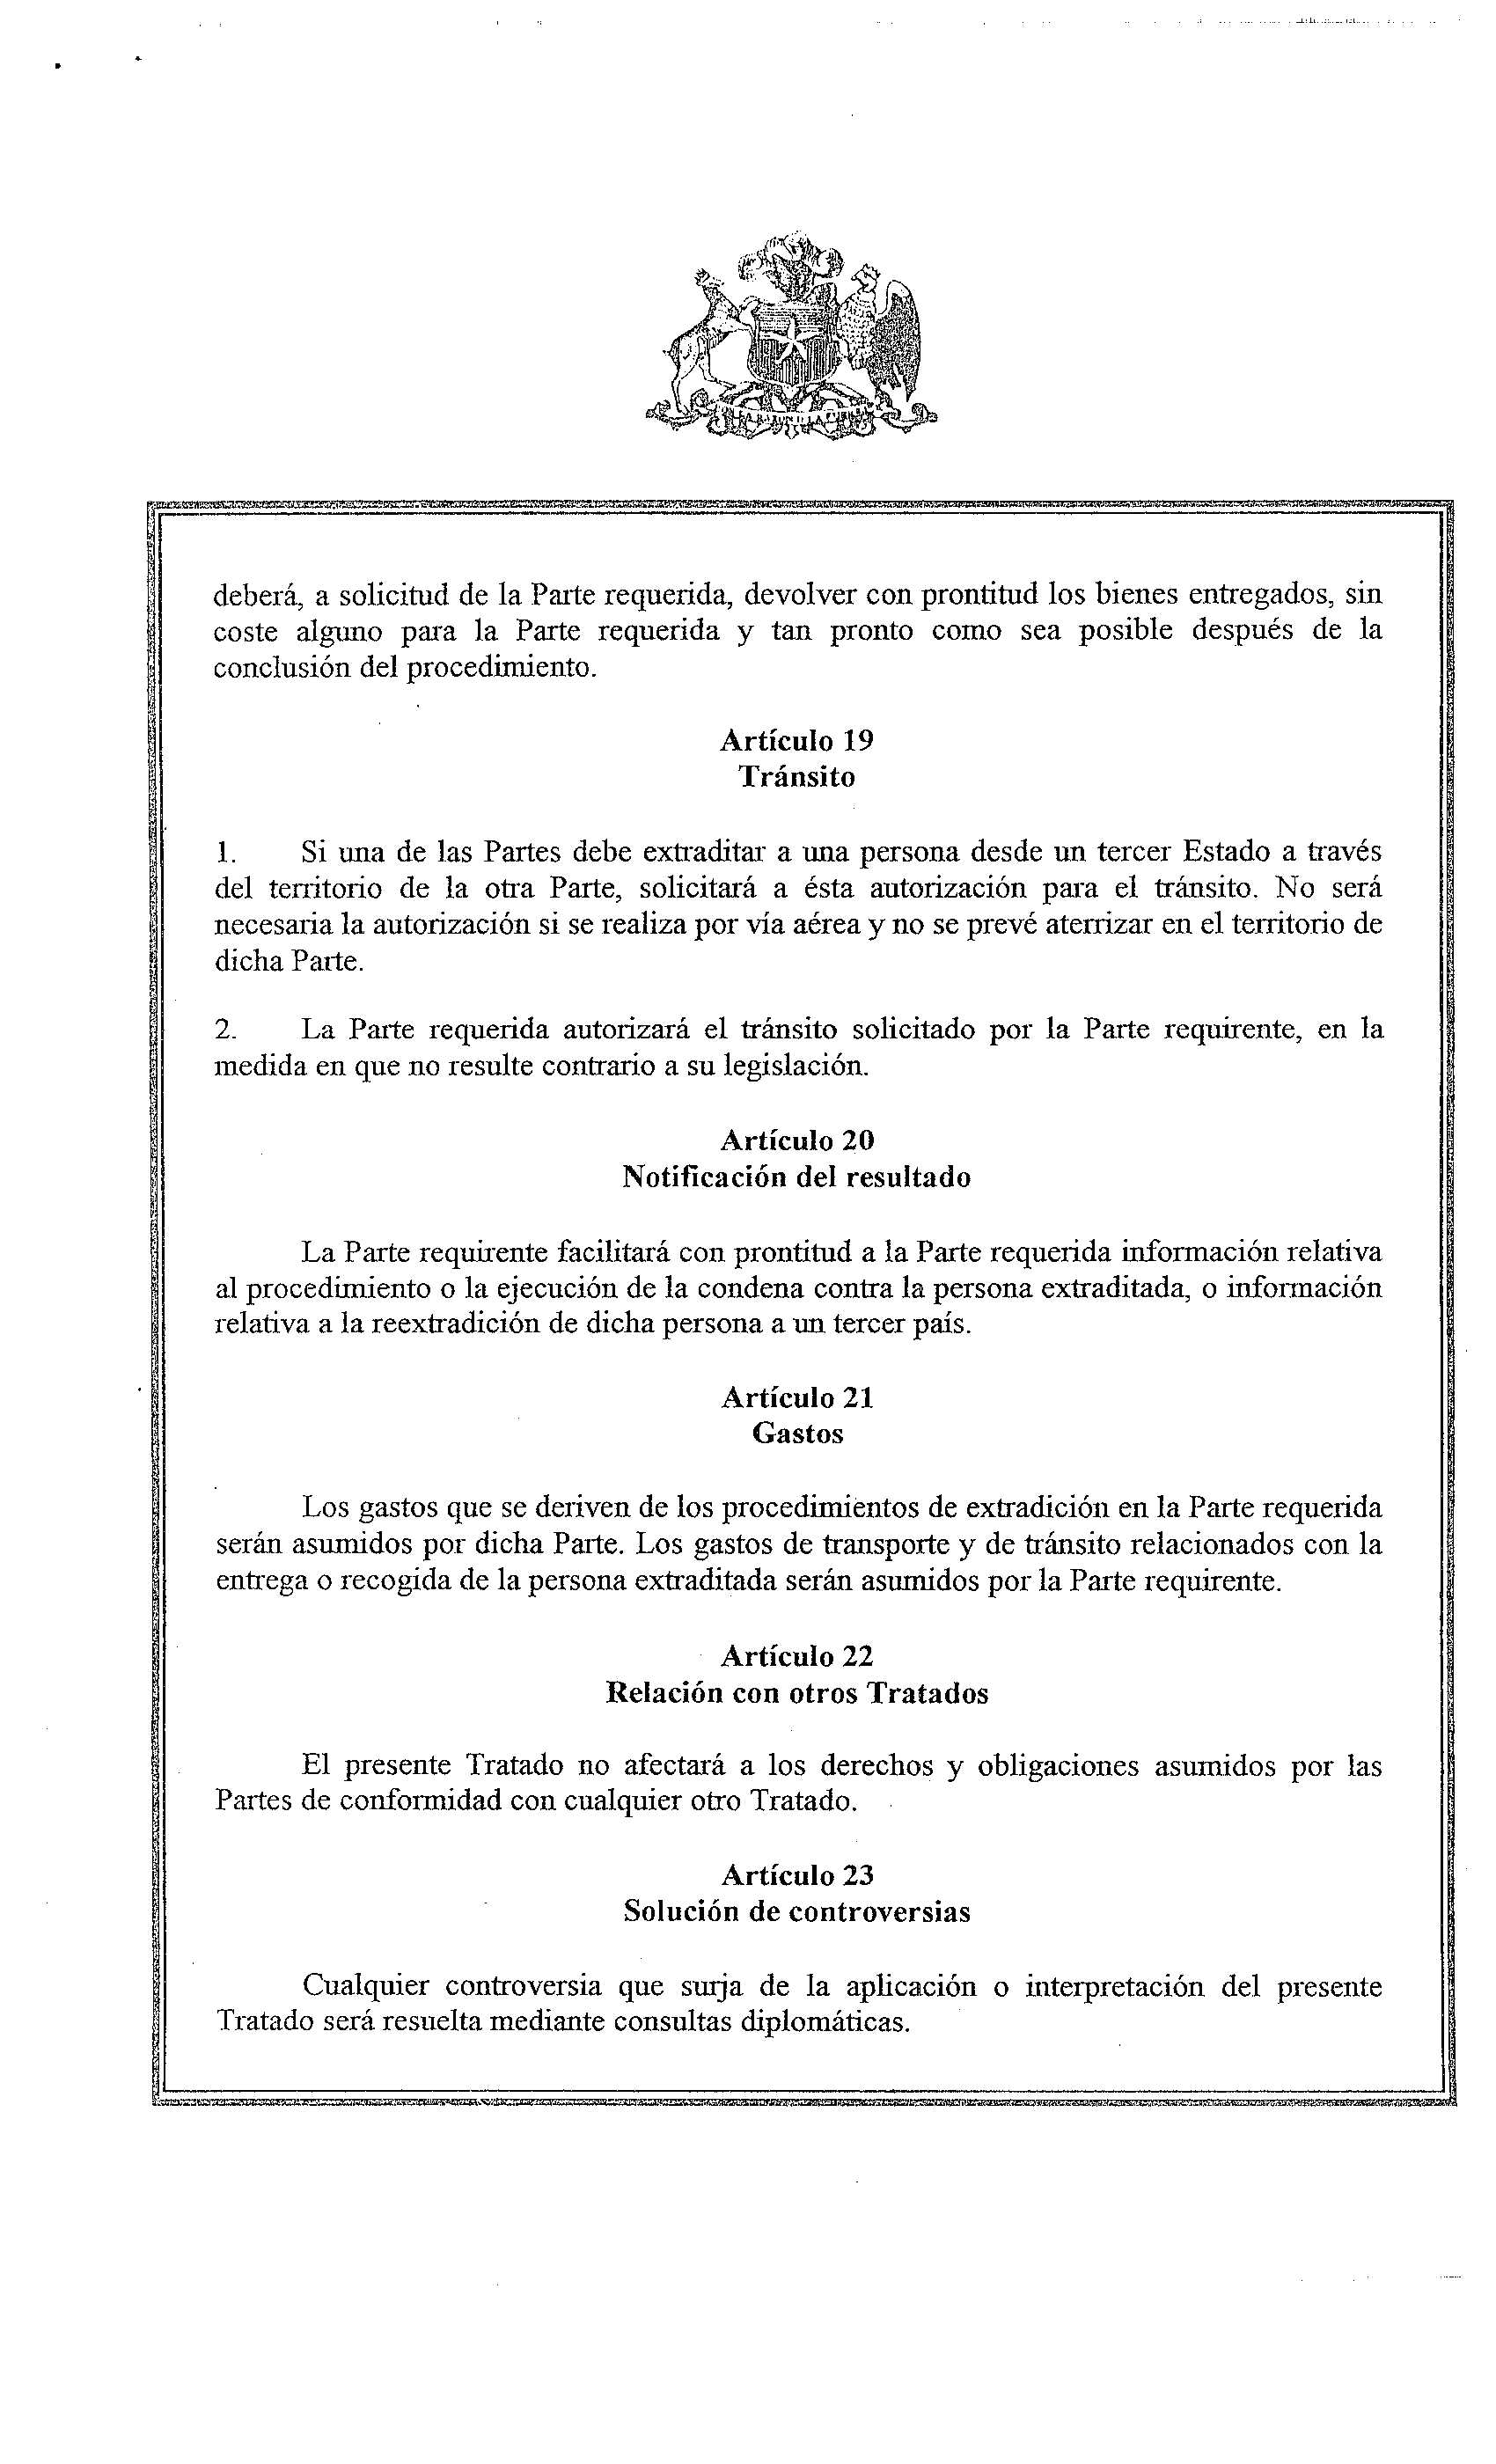 deberá, a solicitud de la Parte requerida, devolver con prontitud los bienes entregados, sin
coste alguno para la Parte requerida y tan pronto como sea posible después de la
conclusión del procedimiento.
Artículo 19
Tránsito
1. Si una de las Partes debe extraditar a una persona desde un tercer Estado a través
del territorio de la otra Parte, solicitará a ésta autorización para el tránsito. No será
necesaria la autorización si se realiza por vía aérea y no se prevé aterrizar en el territorio de
dicha Parte.
2. La Parte requerida autorizará el tránsito solicitado por la Parte requirente, en la
medida en que no resulte contrario a su legislación.
Artículo 20
Notificación del resultado
La Parte requirente facilitará con prontitud a la Parte requerida información relativa
al procedimiento o la ejecución de la condena contra la persona extraditada, o información
relativa a la reextradición de dicha persona a un tercer país.
Artículo 21
Gastos
Los gastos que se deriven de los procedimientos de extradición en la Parte requerida
serán asumidos por dicha Parte. Los gastos de transporte y de tránsito relacionados con la
entrega o recogida de la persona extraditada serán asumidos por la Parte requirente.
Artículo 22
Relación con otros Tratados
El presente Tratado no afectará a los derechos y obligaciones asumidos por las
Partes de conformidad con cualquier otro Tratado.
Artículo 23
Solución de controversias
Cualquier controversia que surja de la aplicación o interpretación del presente
Tratado será resuelta mediante consultas diplomáticas.